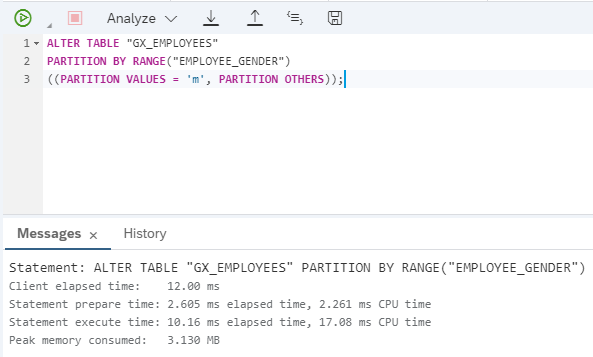 Analyze
1 ALTER TABLE "GX_EMPLOYEES"
2 PARTITION BY RANGE("EMPLOYEE_GENDER")
3 ((PARTITION VALUES = 'm', PARTITION OTHERS));
Messages × History
Statement: ALTER TABLE "GX_EMPLOYEES" PARTITION BY RANGE("EMPLOYEE_GENDER")
Client elapsed time: 12.00 ms
Statement prepare time: 2.605 ms elapsed time, 2.261 ms CPU time
Statement execute time: 10.16 ms elapsed time, 17.08 ms CPU time
Peak memory consumed: 3.130 MB